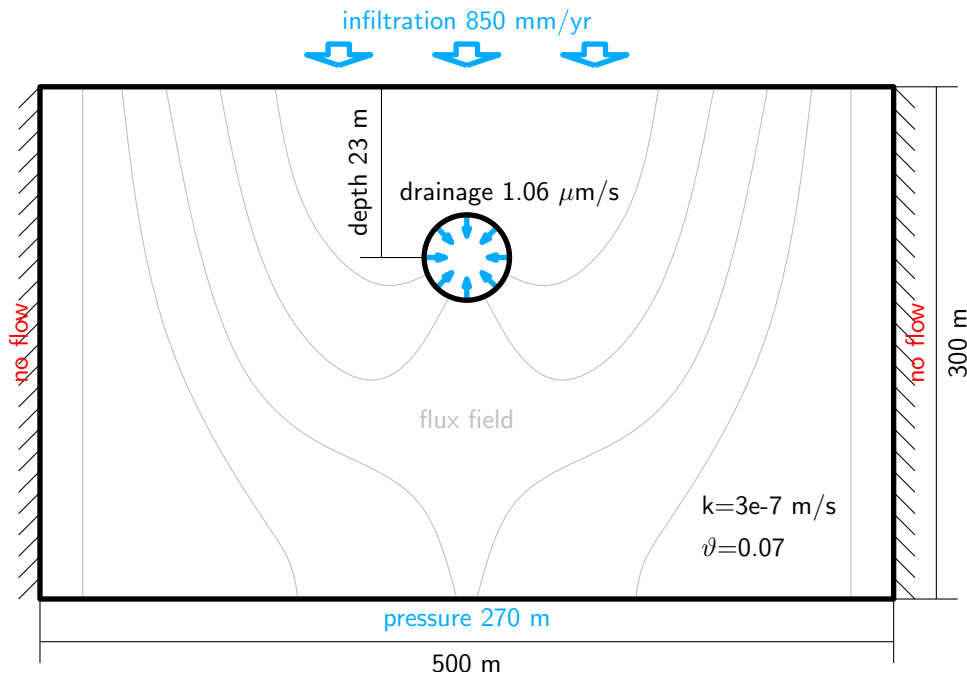 infiltration 850 mm/yr
depth 23 m
drainage 1.06 μm/s
no flow
no flow
300 m
flux field
k=3e-7 m/s
ϑ=0.07
pressure 270 m
500 m